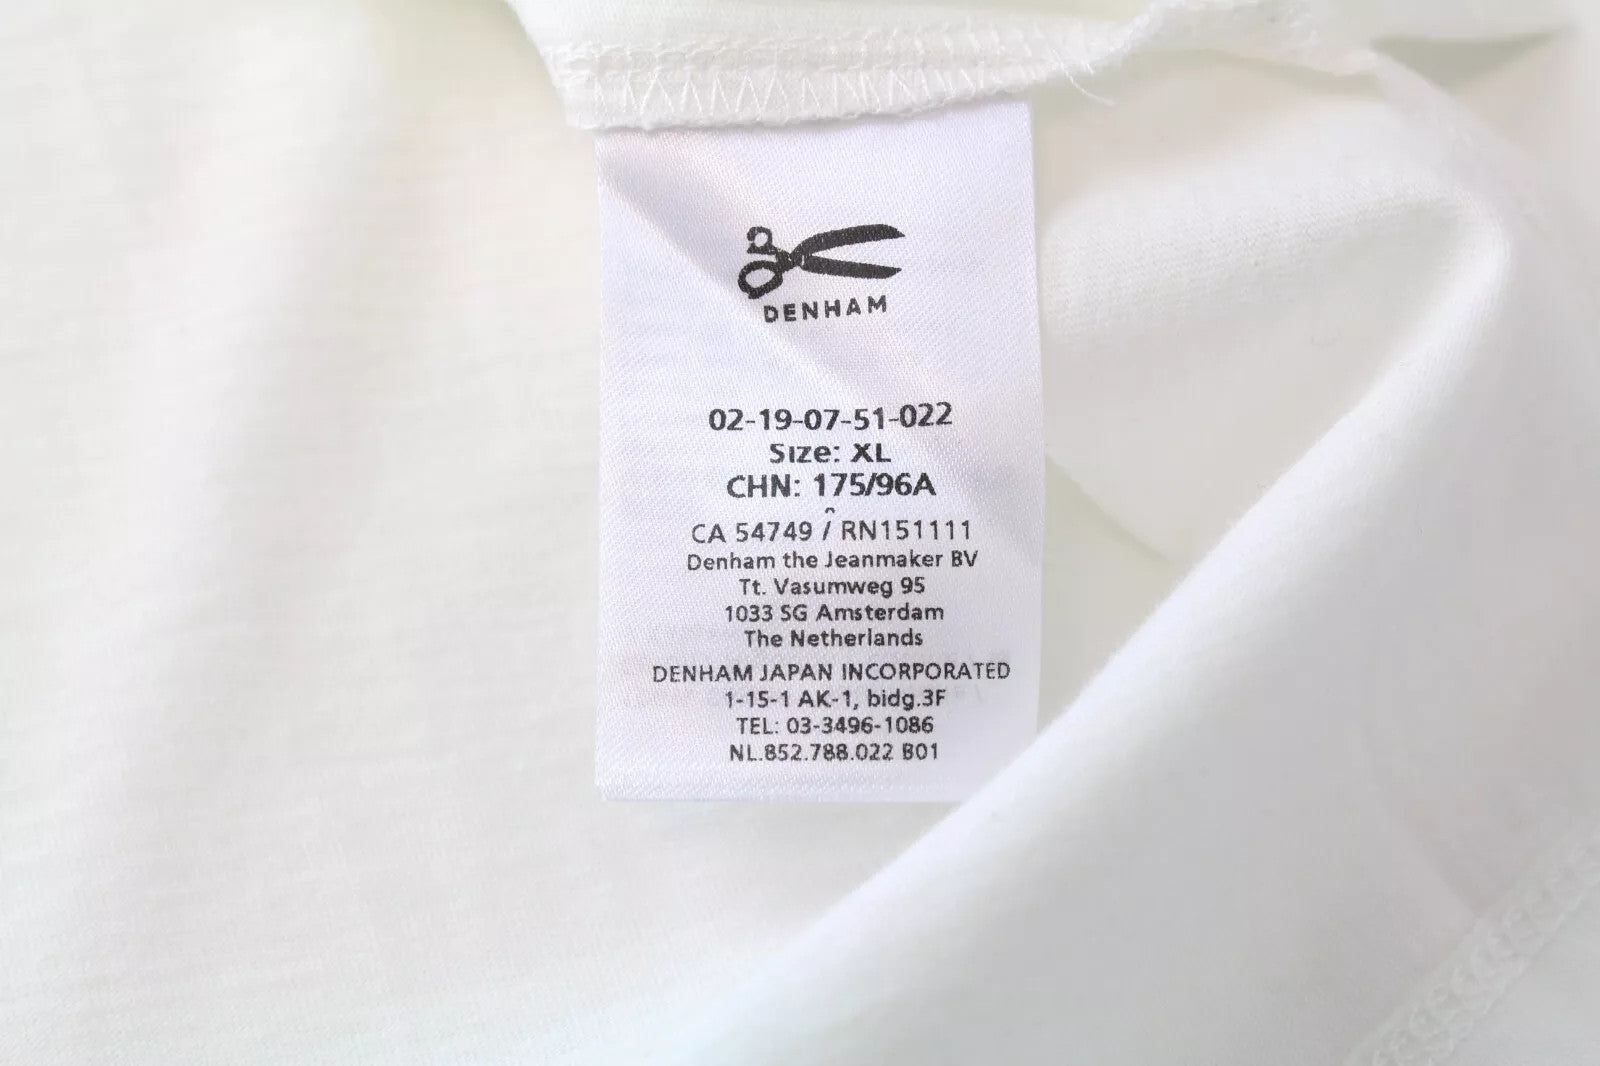 DENHAM
02-19-07-51-022
Size: XL
CHN: 175/96A
CA 54749 / RN151111
Denham the Jeanmaker BV
Tt. Vasumweg 95
1033 SG Amsterdam
The Netherlands
DENHAM JAPAN INCORPORATED
1-15-1 AK-1, bidg.3F
TEL: 03-3496-1086
NL.852.788.022 B01